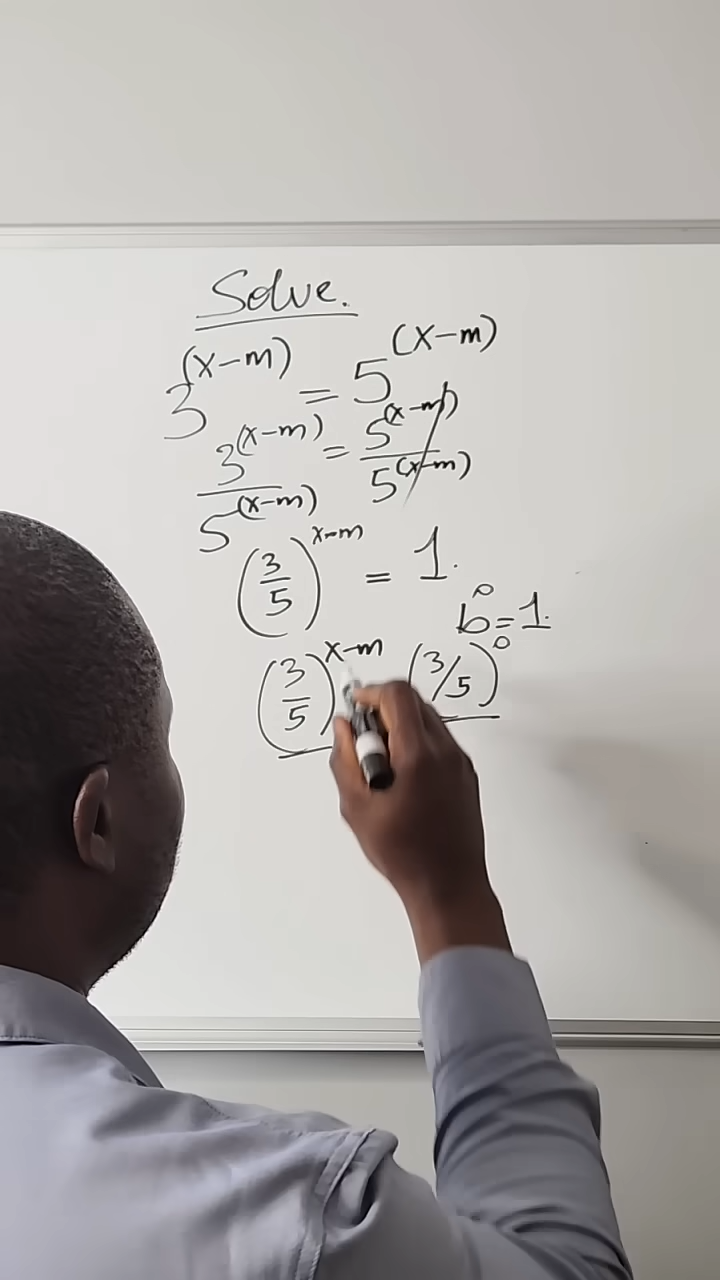 Solve.
3^(x-m) = 5^(x-m)
3^(x-m) / 5^(x-m) = 5^(x-m) / 5^(x-m)
(3/5)^x-m = 1.
b^0 = 1.
(3/5)^x-m (3/5)^0